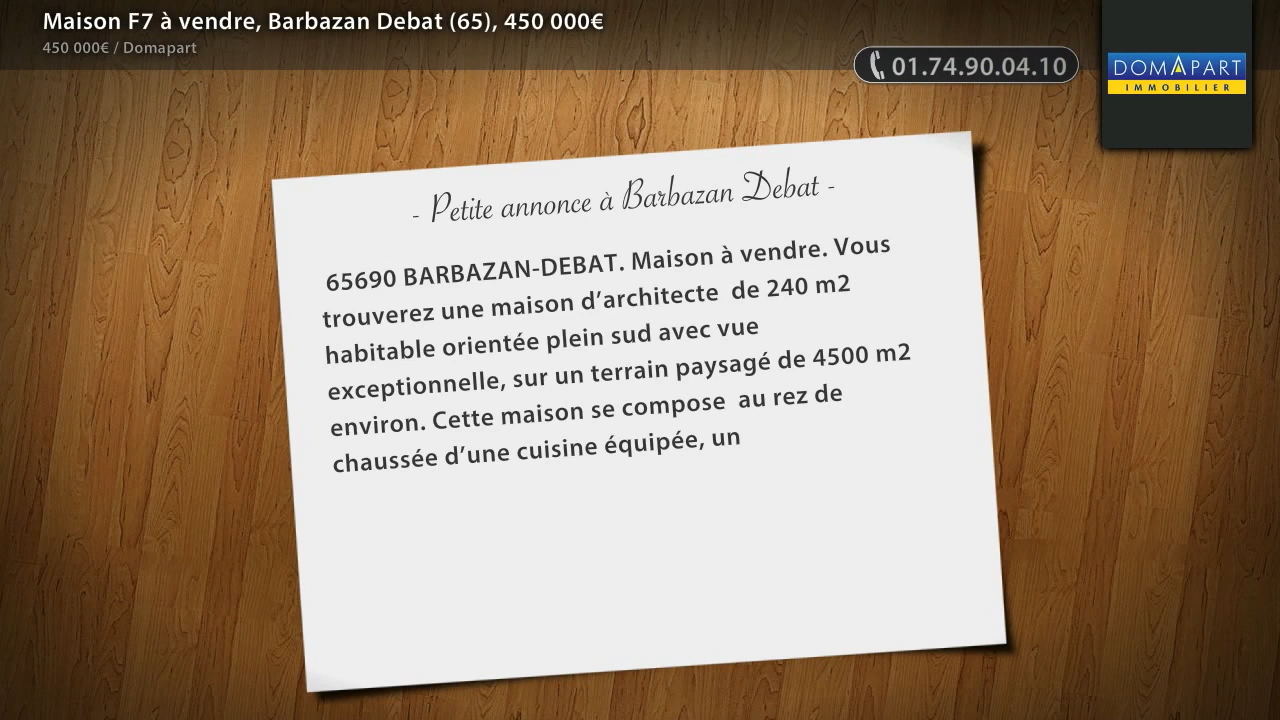 Maison F7 à vendre, Barbazan Debat (65), 450 000€
450 000€ / Domapart
01.74.90.04.10
DOMAPART
IMMOBILIER
- Petite annonce à Barbazan Debat -
65690 BARBAZAN-DEBAT. Maison à vendre. Vous
trouverez une maison d’architecte  de 240 m2
habitable orientée plein sud avec vue
exceptionnelle, sur un terrain paysagé de 4500 m2
environ. Cette maison se compose  au rez de
chaussée d’une cuisine équipée, un